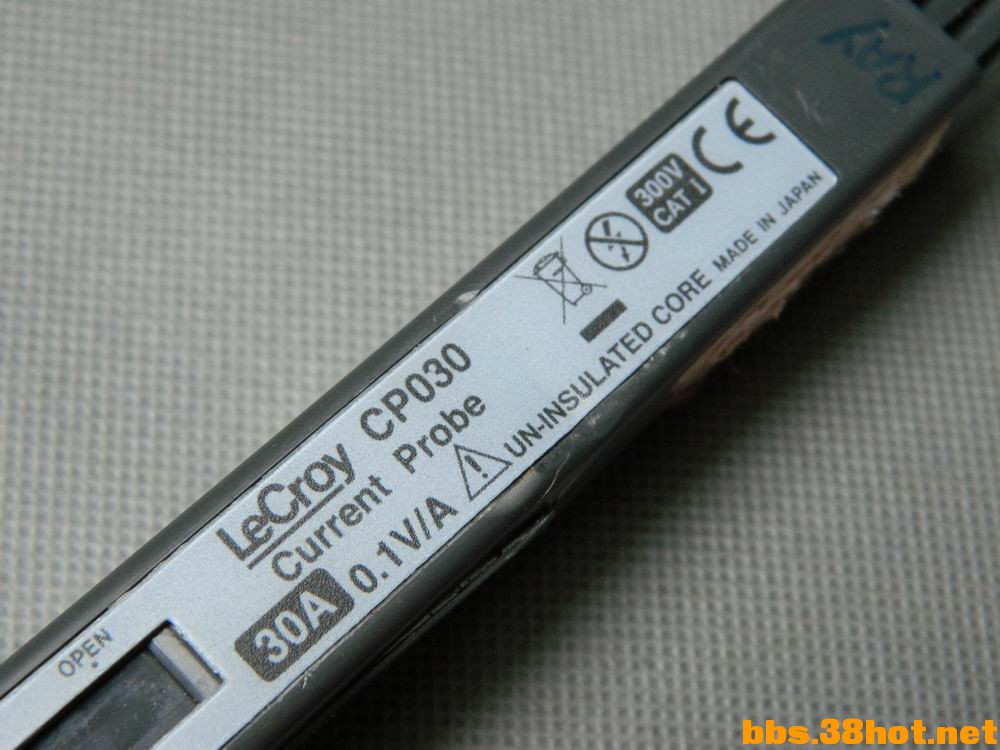 RAY
CE
300V
CAT I
MADE IN JAPAN
LeCroy CP030
Current Probe
30A 0.1V/A
UN-INSULATED CORE
OPEN
bbs.38hot.net